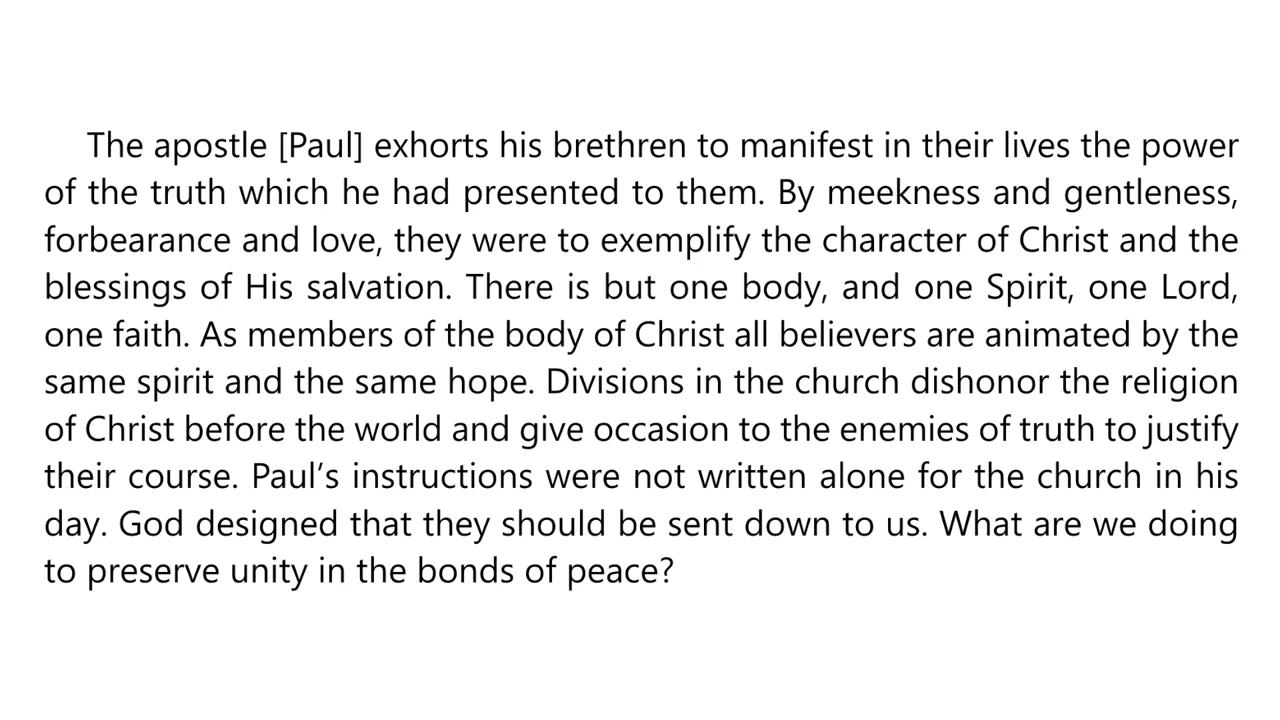 The apostle [Paul] exhorts his brethren to manifest in their lives the power
of the truth which he had presented to them. By meekness and gentleness,
forbearance and love, they were to exemplify the character of Christ and the
blessings of His salvation. There is but one body, and one Spirit, one Lord,
one faith. As members of the body of Christ all believers are animated by the
same spirit and the same hope. Divisions in the church dishonor the religion
of Christ before the world and give occasion to the enemies of truth to justify
their course. Paul’s instructions were not written alone for the church in his
day. God designed that they should be sent down to us. What are we doing
to preserve unity in the bonds of peace?